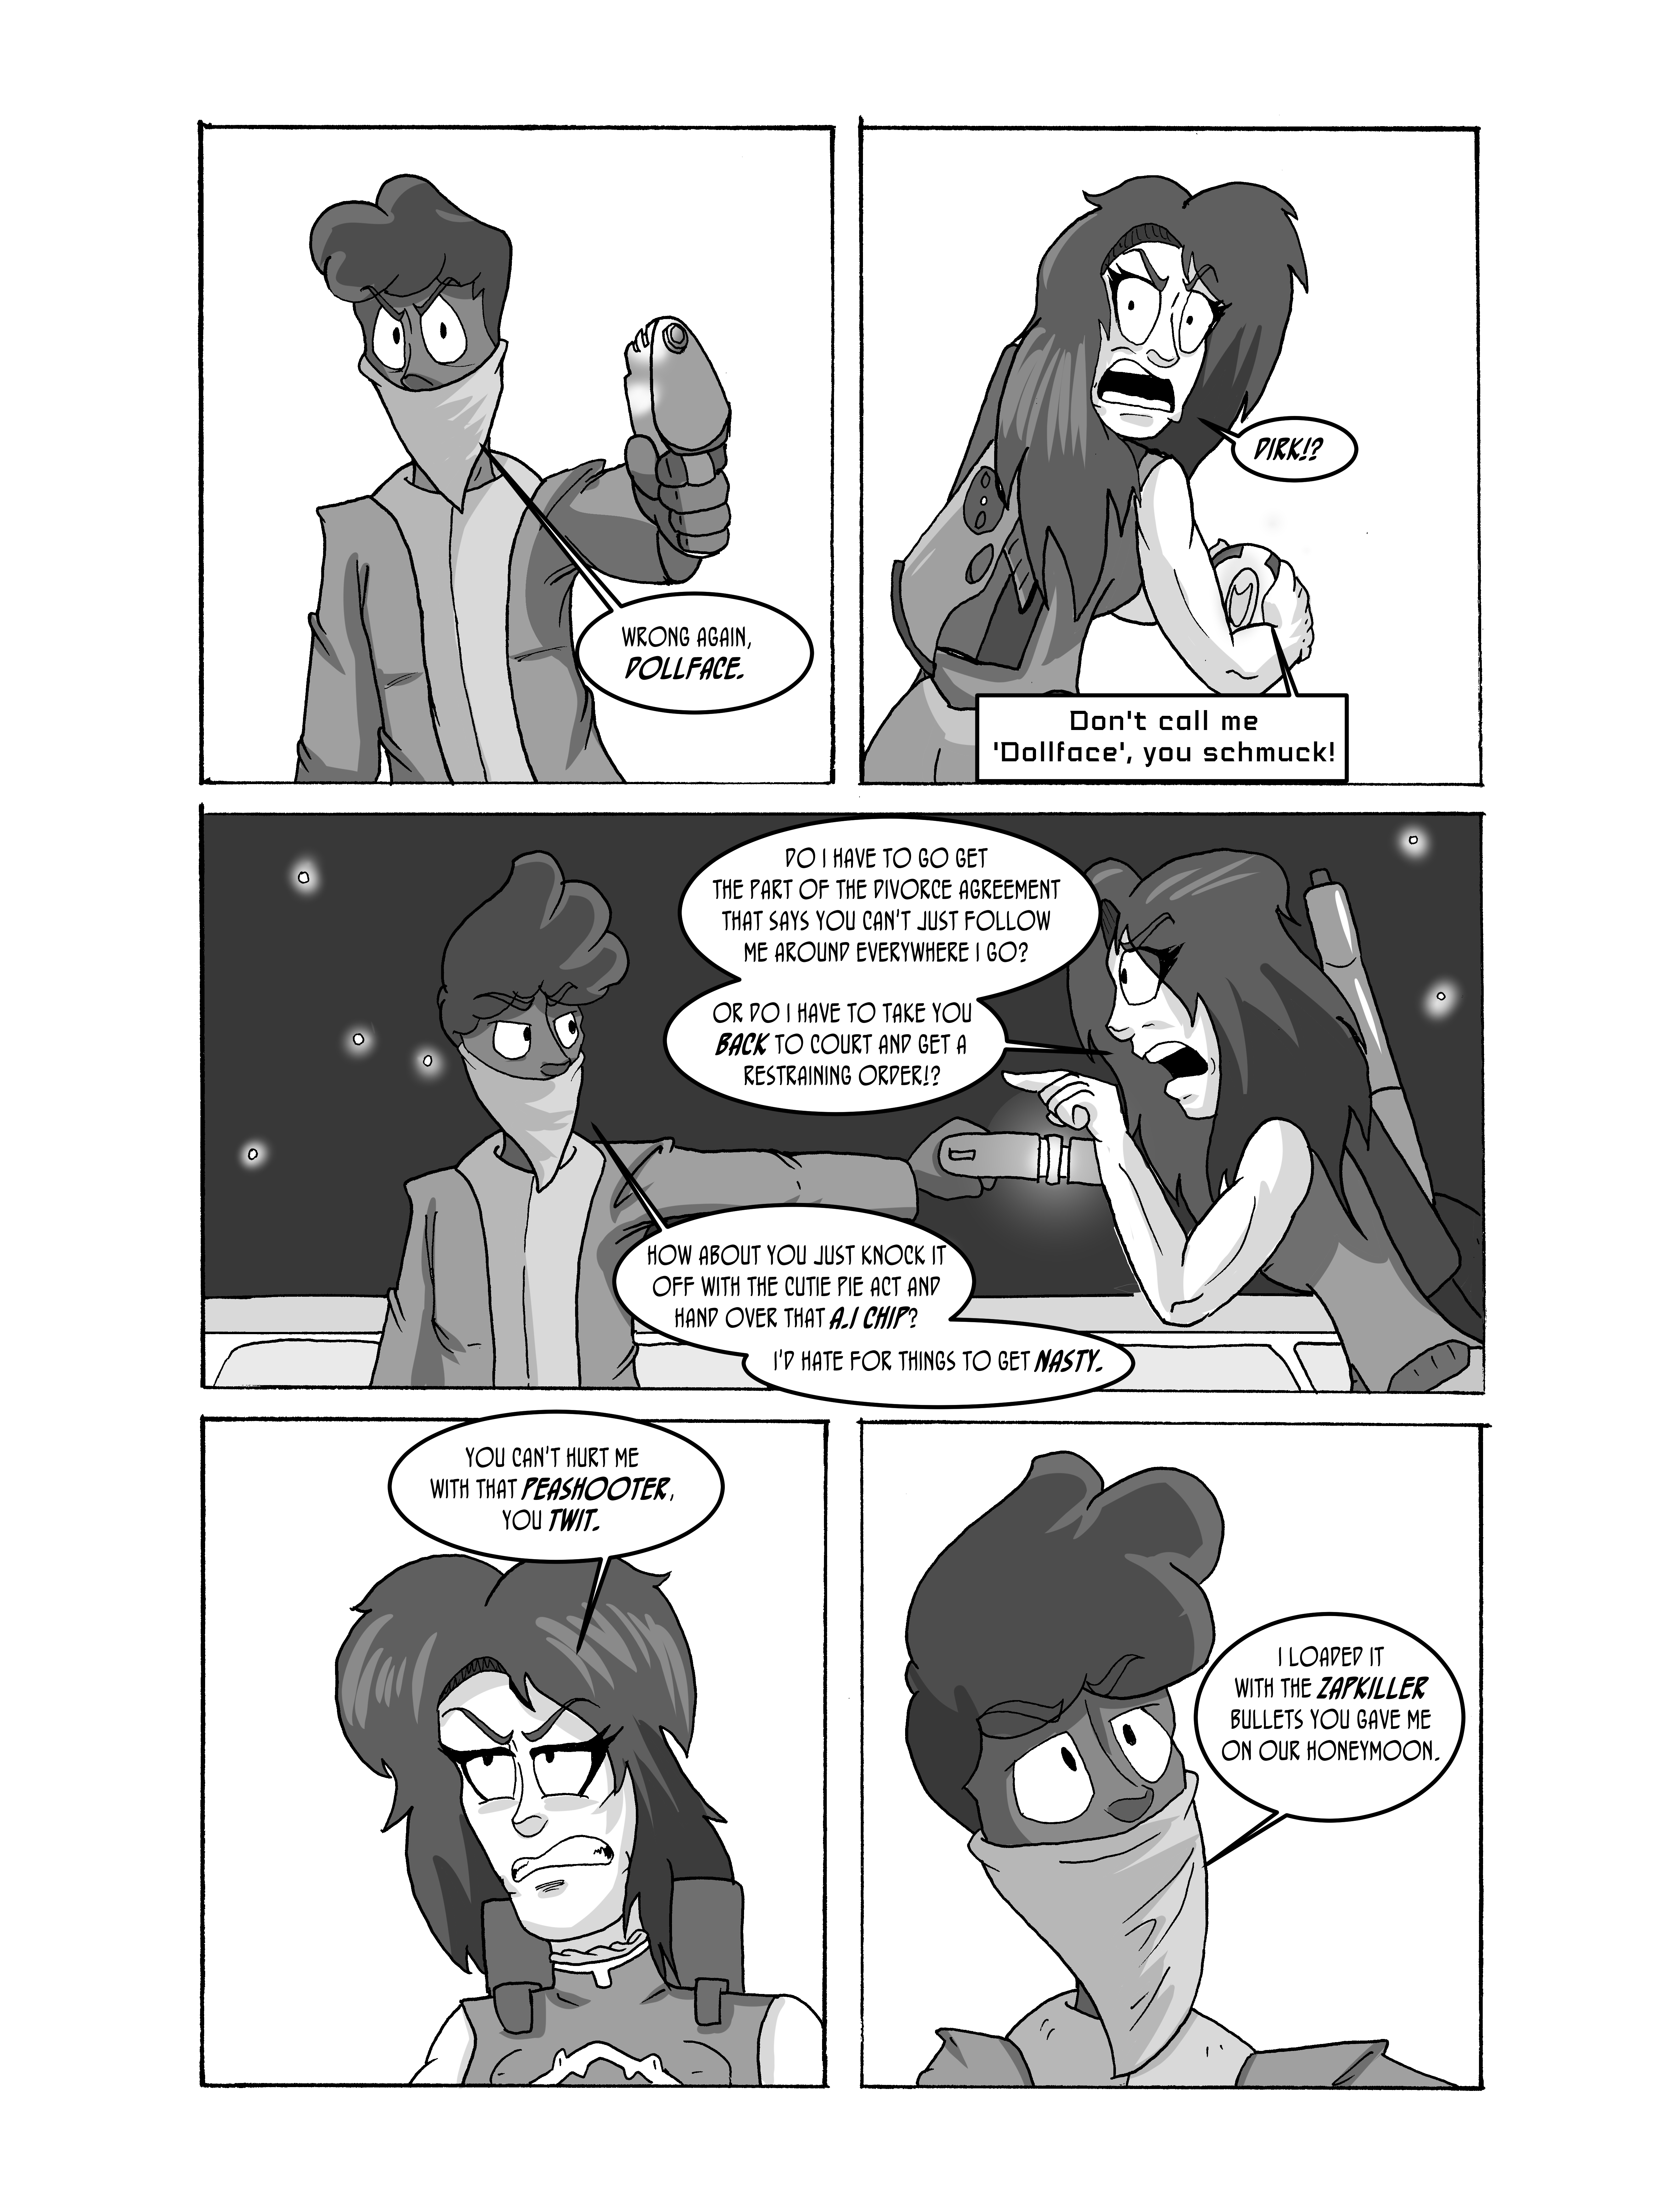 WRONG AGAIN,
DOLLFACE.
DIRK!?
Don't call me
'Dollface', you schmuck!
DO I HAVE TO GO GET
THE PART OF THE DIVORCE AGREEMENT
THAT SAYS YOU CAN'T JUST FOLLOW
ME AROUND EVERYWHERE I GO?
OR DO I HAVE TO TAKE YOU
BACK TO COURT AND GET A
RESTRAINING ORDER!?
HOW ABOUT YOU JUST KNOCK IT
OFF WITH THE CUTIE PIE ACT AND
HAND OVER THAT A.I CHIP?
I'D HATE FOR THINGS TO GET NASTY.
YOU CAN'T HURT ME
WITH THAT PEASHOOTER,
YOU TWIT.
I LOADED IT
WITH THE ZAPKILLER
BULLETS YOU GAVE ME
ON OUR HONEYMOON.